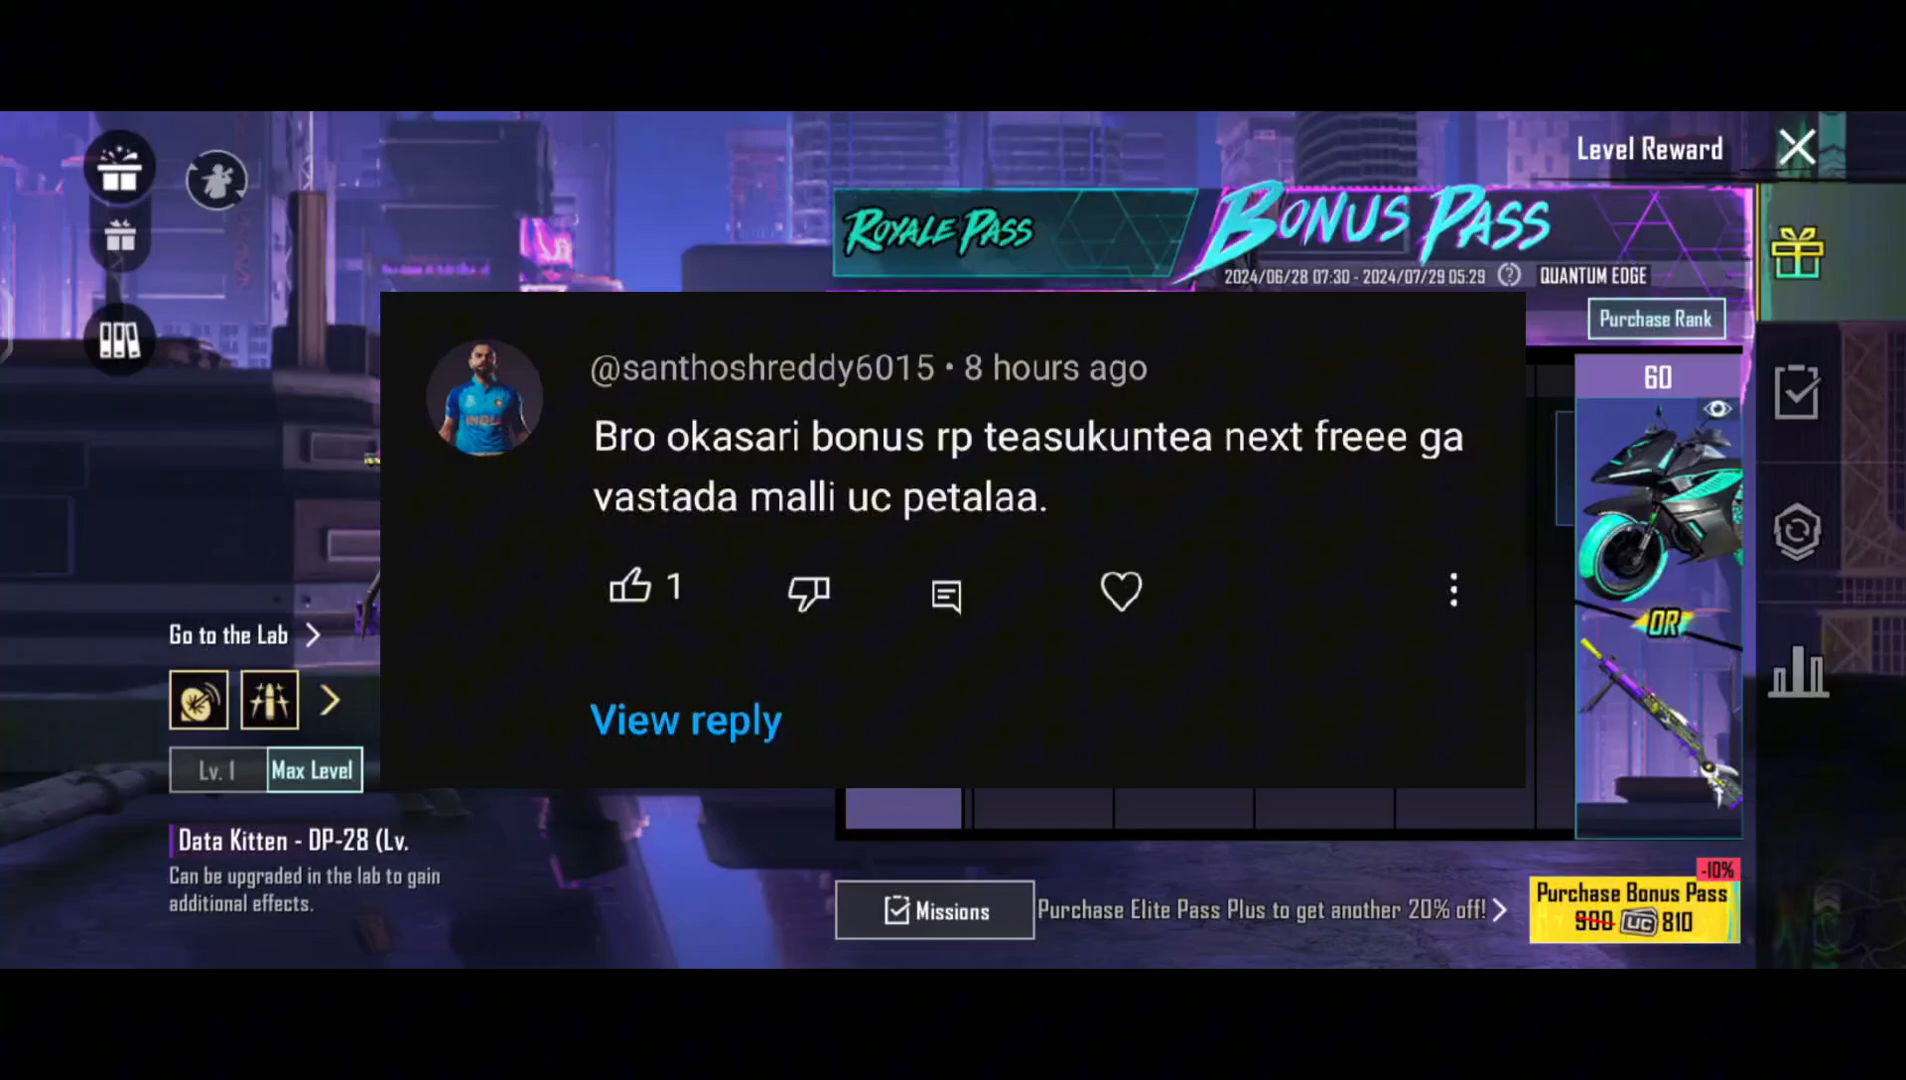 Level Reward
ROYALE PASS
BONUS PASS
2024/06/28 07:30 - 2024/07/29 05:29
QUANTUM EDGE
Purchase Rank
60
@santhoshreddy6015 • 8 hours ago
Bro okasari bonus rp teasukuntea next freee ga
vastada malli uc petalaa.
1
View reply
OR
Go to the Lab
Lv. 1
Max Level
Data Kitten - DP-28 (Lv.
Can be upgraded in the lab to gain
additional effects.
Missions
Purchase Elite Pass Plus to get another 20% off!
-10%
Purchase Bonus Pass
900 UC 810